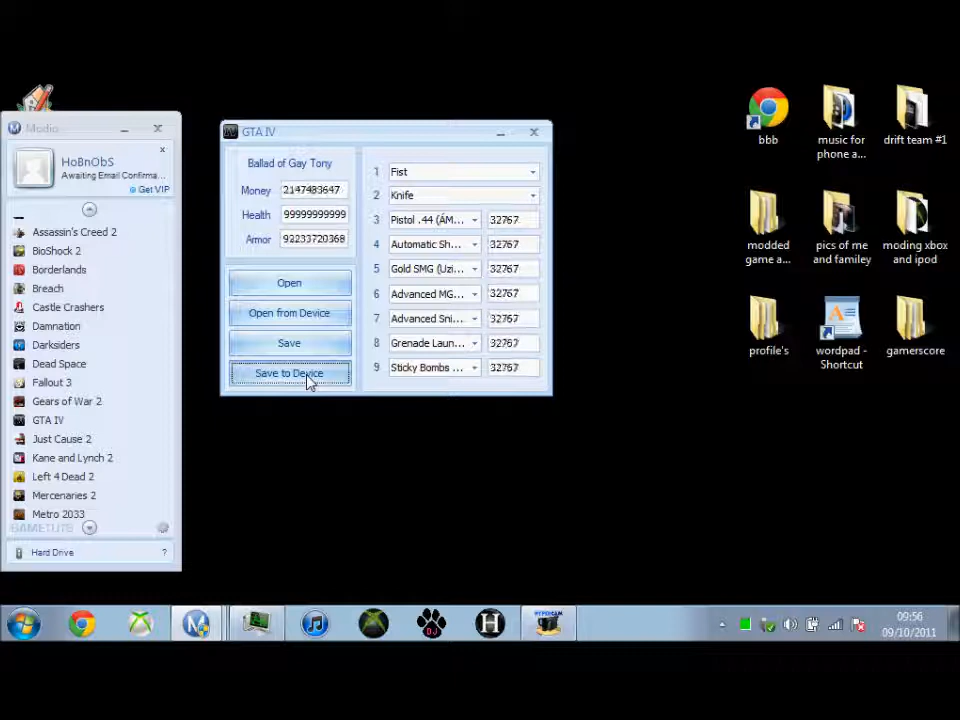 Modio
HoBnObS
Awaiting Email Confirma...
Get VIP
Assassin's Creed 2
BioShock 2
Borderlands
Breach
Castle Crashers
Damnation
Darksiders
Dead Space
Fallout 3
Gears of War 2
GTA IV
Just Cause 2
Kane and Lynch 2
Left 4 Dead 2
Mercenaries 2
Metro 2033
GAMETUTS
Hard Drive
?
GTA IV
Ballad of Gay Tony
Money 2147483647
Health 99999999999
Armor 92233720368
Open
Open from Device
Save
Save to Device
1 Fist
2 Knife
3 Pistol .44 (ÁM... 32767
4 Automatic Sh... 32767
5 Gold SMG (Uzi... 32767
6 Advanced MG... 32767
7 Advanced Sni... 32767
8 Grenade Laun... 32767
9 Sticky Bombs ... 32767
bbb
music for
phone a...
drift team #1
modded
game a...
pics of me
and familey
moding xbox
and ipod
profile's
wordpad -
Shortcut
gamerscore
DJ
H
HYPERCAM
09:56
09/10/2011